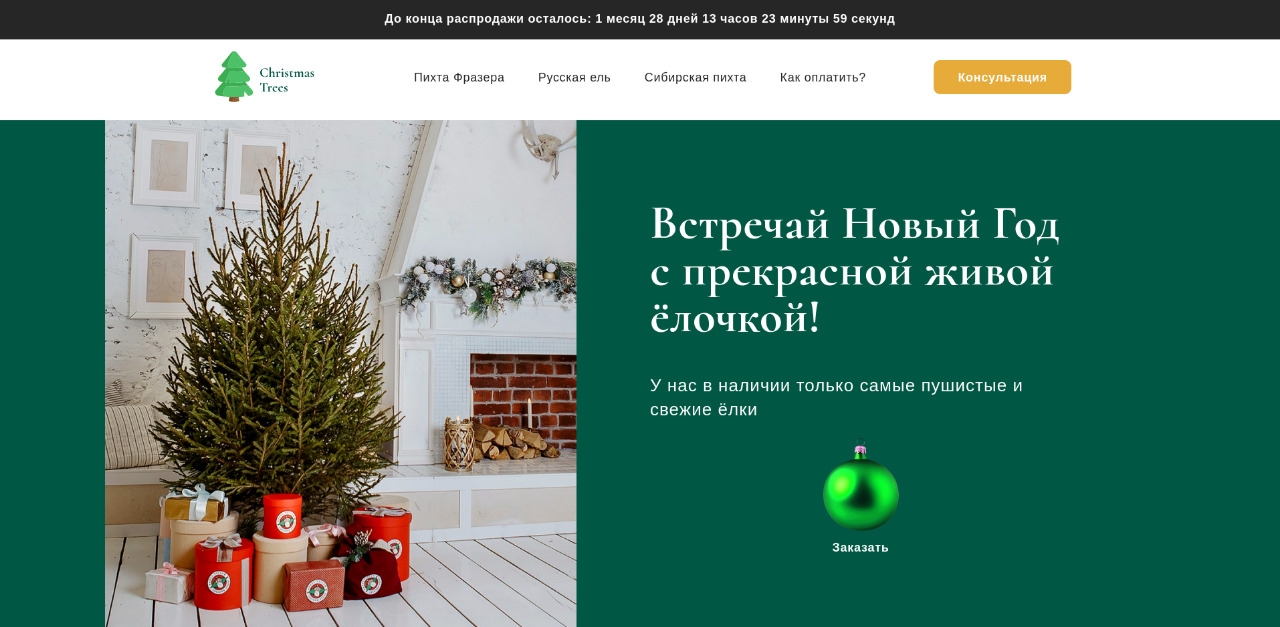 До конца распродажи осталось: 1 месяц 28 дней 13 часов 23 минуты 59 секунд
Christmas
Trees
Пихта Фразера
Русская ель
Сибирская пихта
Как оплатить?
Консультация
Встречай Новый Год
с прекрасной живой
ёлочкой!
У нас в наличии только самые пушистые и
свежие ёлки
Заказать